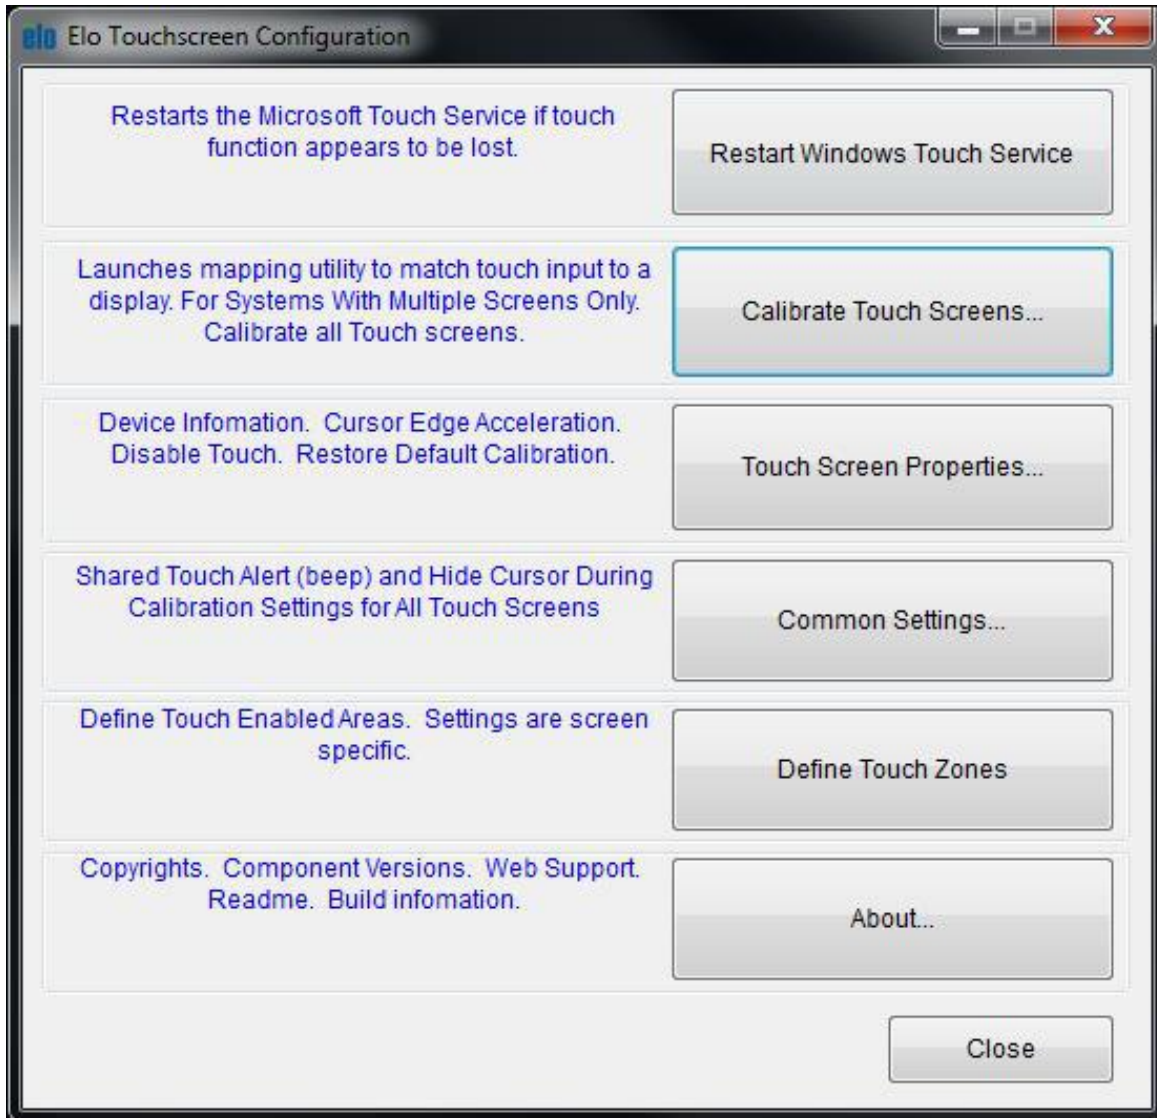 elo Elo Touchscreen Configuration
Restarts the Microsoft Touch Service if touch
function appears to be lost.
Restart Windows Touch Service
Launches mapping utility to match touch input to a
display. For Systems With Multiple Screens Only.
Calibrate all Touch screens.
Calibrate Touch Screens...
Device Infomation. Cursor Edge Acceleration.
Disable Touch. Restore Default Calibration.
Touch Screen Properties...
Shared Touch Alert (beep) and Hide Cursor During
Calibration Settings for All Touch Screens
Common Settings...
Define Touch Enabled Areas. Settings are screen
specific.
Define Touch Zones
Copyrights. Component Versions. Web Support.
Readme. Build infomation.
About...
Close